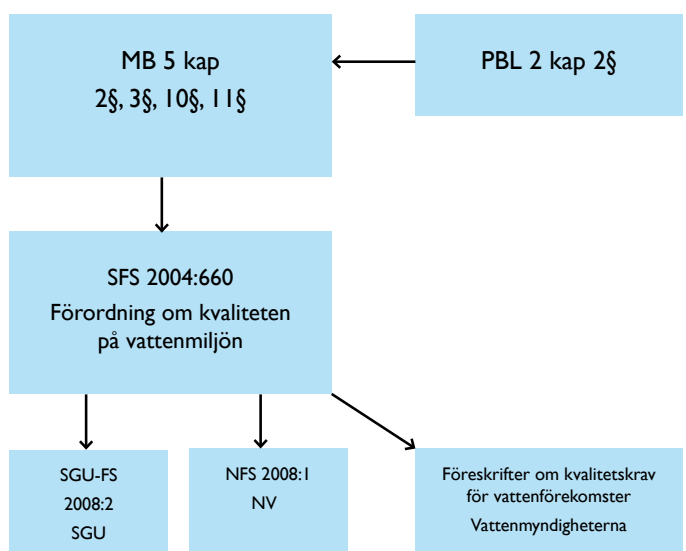 MB 5 kap
2§, 3§, 10§, 11§
PBL 2 kap 2§
SFS 2004:660
Förordning om kvaliteten
på vattenmiljön
SGU-FS
2008:2
SGU
NFS 2008:1
NV
Föreskrifter om kvalitetskrav
för vattenförekomster
Vattenmyndigheterna